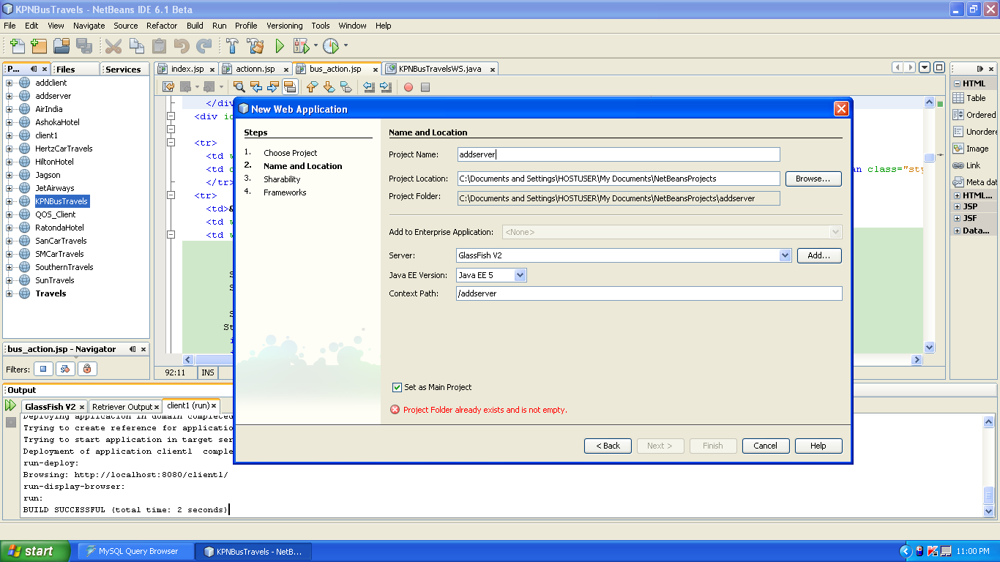 KPNBusTravels - NetBeans IDE 6.1 Beta
File Edit View Navigate Source Refactor Build Run Profile Versioning Tools Window Help
P... Files Services
addclient
addserver
AirIndia
AshokaHotel
client1
HertzCarTravels
HiltonHotel
Jagson
JetAirways
KPNBusTravels
QOS_Client
RatondaHotel
SanCarTravels
SMCarTravels
SouthernTravels
SunTravels
Travels
bus_action.jsp - Navigator
Filters:
index.jsp actionn.jsp bus_action.jsp KPNBusTravelsWS.java
</div
<div id
<tr>
<td w
<td c
an class="sty
</tr>
<tr>
<td>&
<td w
<td w
S
S
S
St
i
92:11 INS
New Web Application
Steps
1. Choose Project
2. Name and Location
3. Sharability
4. Frameworks
Name and Location
Project Name: addserver
Project Location: C:\Documents and Settings\HOSTUSER\My Documents\NetBeansProjects Browse...
Project Folder: C:\Documents and Settings\HOSTUSER\My Documents\NetBeansProjects\addserver
Add to Enterprise Application: <None>
Server: GlassFish V2 Add...
Java EE Version: Java EE 5
Context Path: /addserver
Set as Main Project
Project Folder already exists and is not empty.
< Back Next > Finish Cancel Help
HTML
Table
Ordered
Unordere
Image
Link
Meta dat
HTML...
JSP
JSF
Data...
Output
GlassFish V2 Retriever Output client1 (run)
Deploying application in domain completed
Trying to create reference for applicatio
Trying to start application in target ser
Deployment of application client1 comple
run-deploy:
Browsing: http://localhost:8080/client1/
run-display-browser:
run:
BUILD SUCCESSFUL (total time: 2 seconds)
start MySQL Query Browser KPNBusTravels - NetB... 11:00 PM